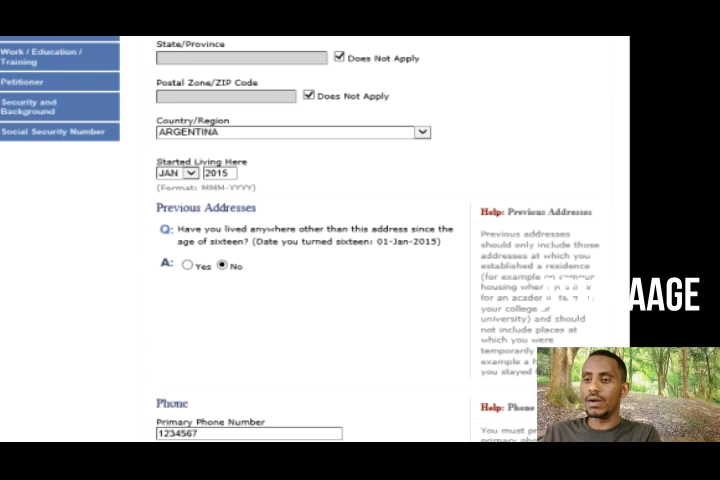 Work / Education /
Training
Petitioner
Security and
Background
Social Security Number
State/Province
Does Not Apply
Postal Zone/ZIP Code
Does Not Apply
Country/Region
ARGENTINA
Started Living Here
JAN 2015
(Format: MMM-YYYY)
Previous Addresses
Q: Have you lived anywhere other than this address since the
age of sixteen? (Date you turned sixteen: 01-Jan-2015)
A: Yes No
Help: Previous Addresses
Previous addresses
should only include those
addresses at which you
established a residence
(for example on campus
housing
for an
your college or
university) and should
not include places at
which you were
temporarily
example a
you stayed
AAGE
Phone
Primary Phone Number
1234567
Help: Phone
You must